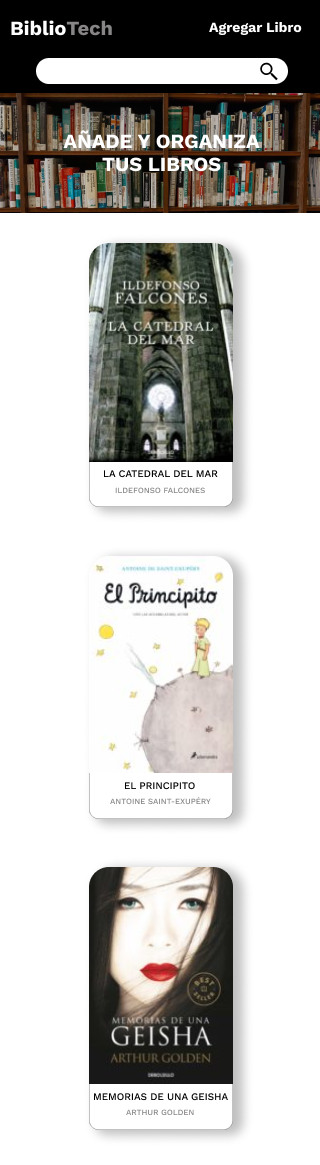 BiblioTech
Agregar Libro
AÑADE Y ORGANIZA
TUS LIBROS
ILDEFONSO
FALCONES
LA CATEDRAL
DEL MAR
LA CATEDRAL DEL MAR
ILDEFONSO FALCONES
ANTOINE DE SAINT-EXUPÉRY
El Principito
EL PRINCIPITO
ANTOINE SAINT-EXUPÉRY
BEST
SELLER
MEMORIAS DE UNA
GEISHA
ARTHUR GOLDEN
MEMORIAS DE UNA GEISHA
ARTHUR GOLDEN